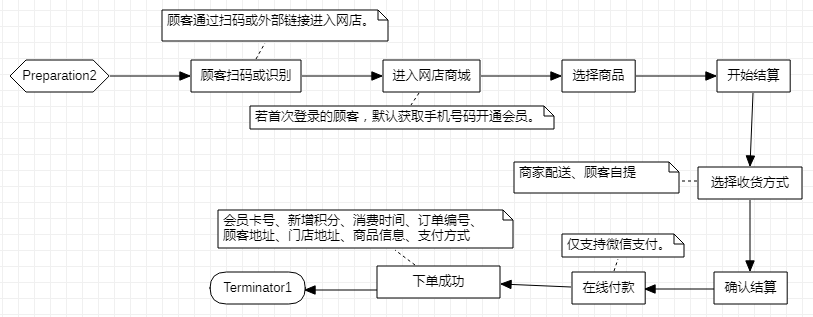 顾客通过扫码或外部链接进入网店。
Preparation2
顾客扫码或识别
进入网店商城
选择商品
开始结算
若首次登录的顾客，默认获取手机号码开通会员。
商家配送、顾客自提
选择收货方式
会员卡号、新增积分、消费时间、订单编号、
顾客地址、门店地址、商品信息、支付方式
仅支持微信支付。
Terminator1
下单成功
在线付款
确认结算